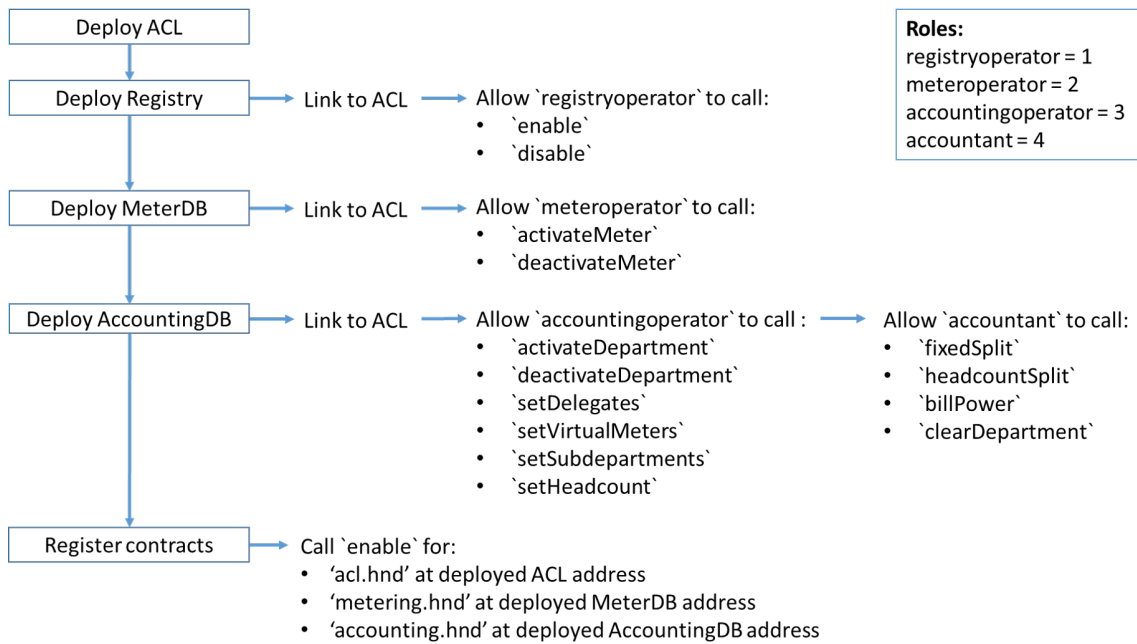 Deploy ACL
Roles:
registryoperator = 1
meteroperator = 2
accountingoperator = 3
accountant = 4
Deploy Registry
Link to ACL
Allow `registryoperator` to call:
• `enable`
• `disable`
Deploy MeterDB
Link to ACL
Allow `meteroperator` to call:
• `activateMeter`
• `deactivateMeter`
Deploy AccountingDB
Link to ACL
Allow `accountingoperator` to call :
• `activateDepartment`
• `deactivateDepartment`
• `setDelegates`
• `setVirtualMeters`
• `setSubdepartments`
• `setHeadcount`
Allow `accountant` to call:
• `fixedSplit`
• `headcountSplit`
• `billPower`
• `clearDepartment`
Register contracts
Call `enable` for:
• ‘acl.hnd’ at deployed ACL address
• ‘metering.hnd’ at deployed MeterDB address
• ‘accounting.hnd’ at deployed AccountingDB address